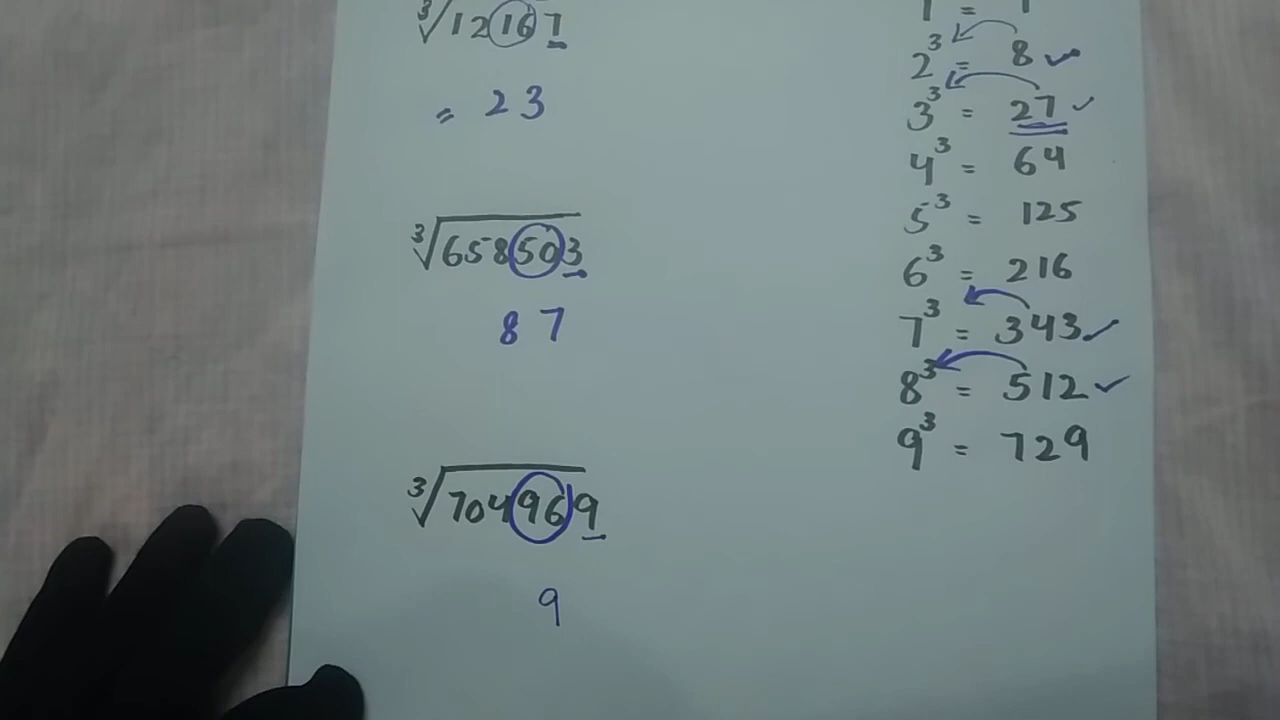 ∛12167
= 23
∛658503
87
∛704969
9
1 = 1
2³ = 8 ✓
3³ = 27 ✓
4³ = 64
5³ = 125
6³ = 216
7³ = 343 ✓
8³ = 512 ✓
9³ = 729